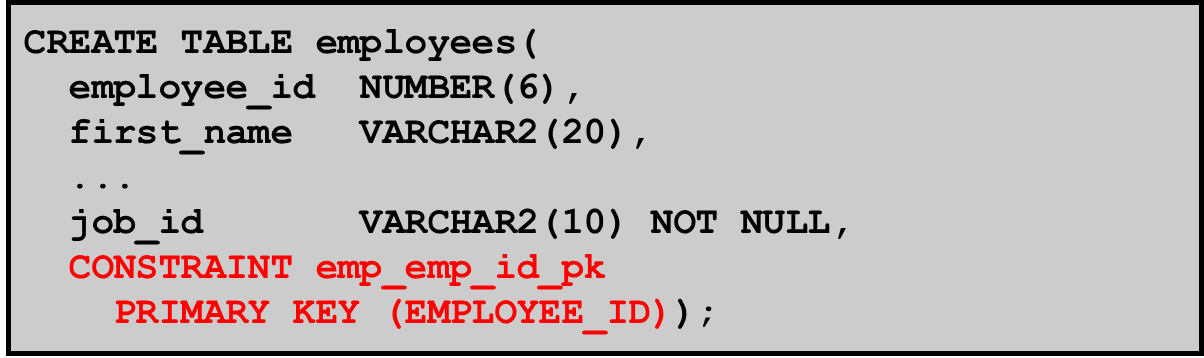 CREATE TABLE employees(
employee_id NUMBER(6),
first_name VARCHAR2(20),
...
job_id VARCHAR2(10) NOT NULL,
CONSTRAINT emp_emp_id_pk
PRIMARY KEY (EMPLOYEE_ID));